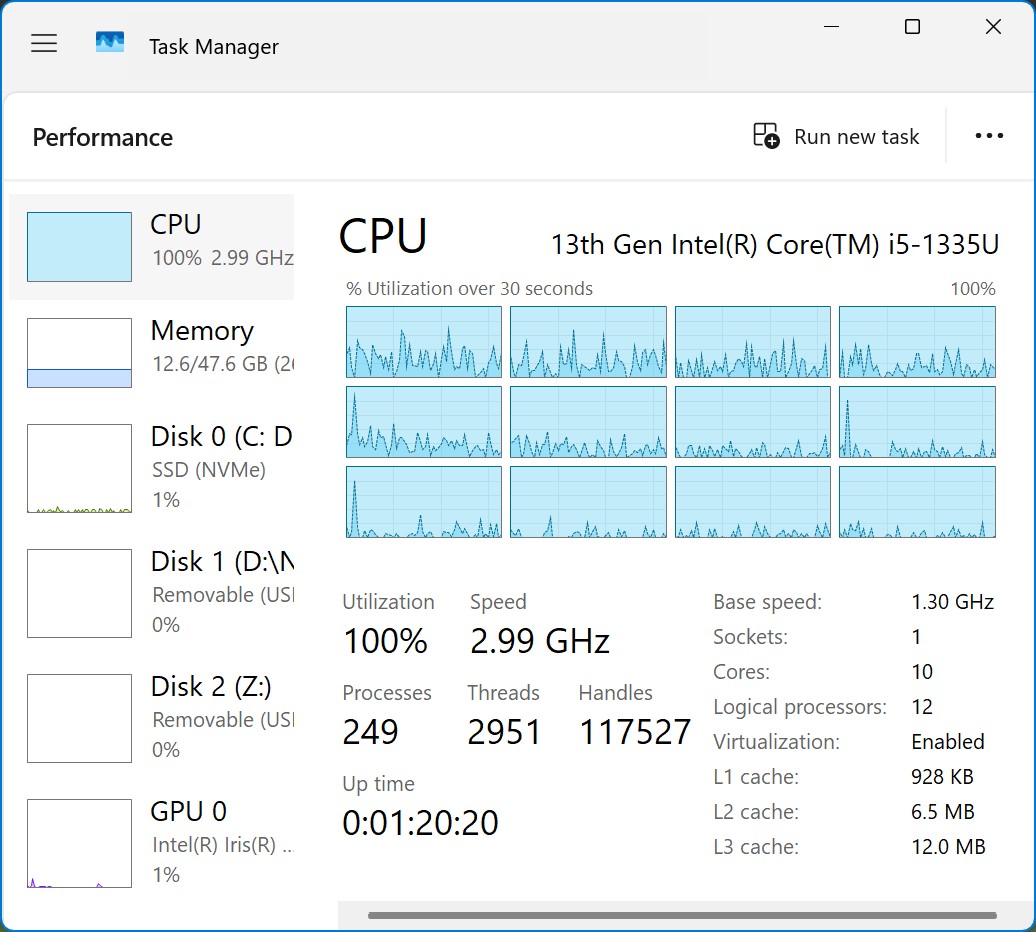 Task Manager
Performance
Run new task
CPU
100% 2.99 GHz
Memory
12.6/47.6 GB (2
Disk 0 (C: D
SSD (NVMe)
1%
Disk 1 (D:\N
Removable (US
0%
Disk 2 (Z:)
Removable (US
0%
GPU 0
Intel(R) Iris(R) ...
1%
CPU
13th Gen Intel(R) Core(TM) i5-1335U
% Utilization over 30 seconds 100%
Utilization Speed
100% 2.99 GHz
Processes Threads Handles
249 2951 117527
Up time
0:01:20:20
Base speed: 1.30 GHz
Sockets: 1
Cores: 10
Logical processors: 12
Virtualization: Enabled
L1 cache: 928 KB
L2 cache: 6.5 MB
L3 cache: 12.0 MB